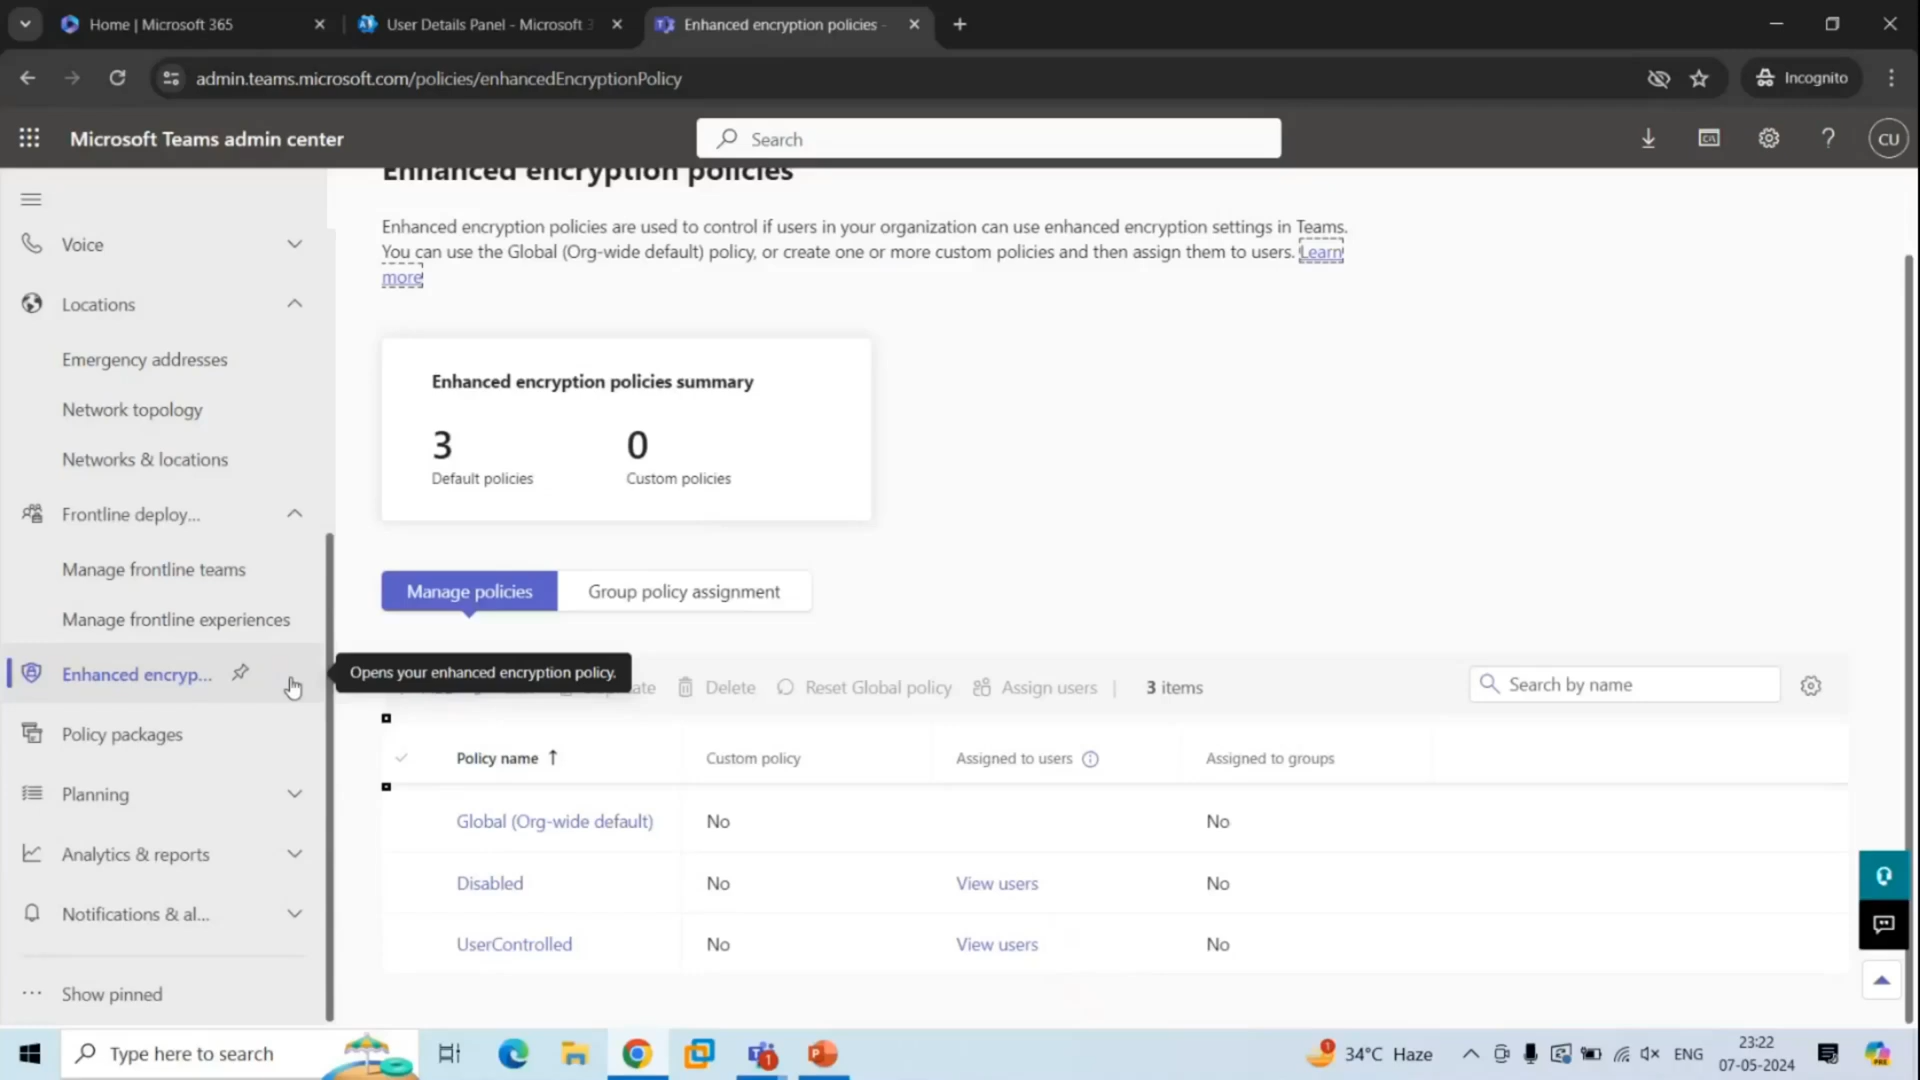 Home | Microsoft 365
User Details Panel - Microsoft 3
Enhanced encryption policies -
admin.teams.microsoft.com/policies/enhancedEncryptionPolicy
Incognito
Microsoft Teams admin center
Search
CU
Enhanced encryption policies
Enhanced encryption policies are used to control if users in your organization can use enhanced encryption settings in Teams.
You can use the Global (Org-wide default) policy, or create one or more custom policies and then assign them to users. Learn
more
Voice
Locations
Emergency addresses
Network topology
Networks & locations
Frontline deploy...
Manage frontline teams
Manage frontline experiences
Enhanced encryp...
Policy packages
Planning
Analytics & reports
Notifications & al...
Show pinned
Enhanced encryption policies summary
3
0
Default policies
Custom policies
Manage policies
Group policy assignment
Opens your enhanced encryption policy.
Delete
Reset Global policy
Assign users
3 items
Search by name
Policy name
Custom policy
Assigned to users
Assigned to groups
Global (Org-wide default)
No
No
Disabled
No
View users
No
UserControlled
No
View users
No
Type here to search
1
1
34°C Haze
ENG
23:22
07-05-2024